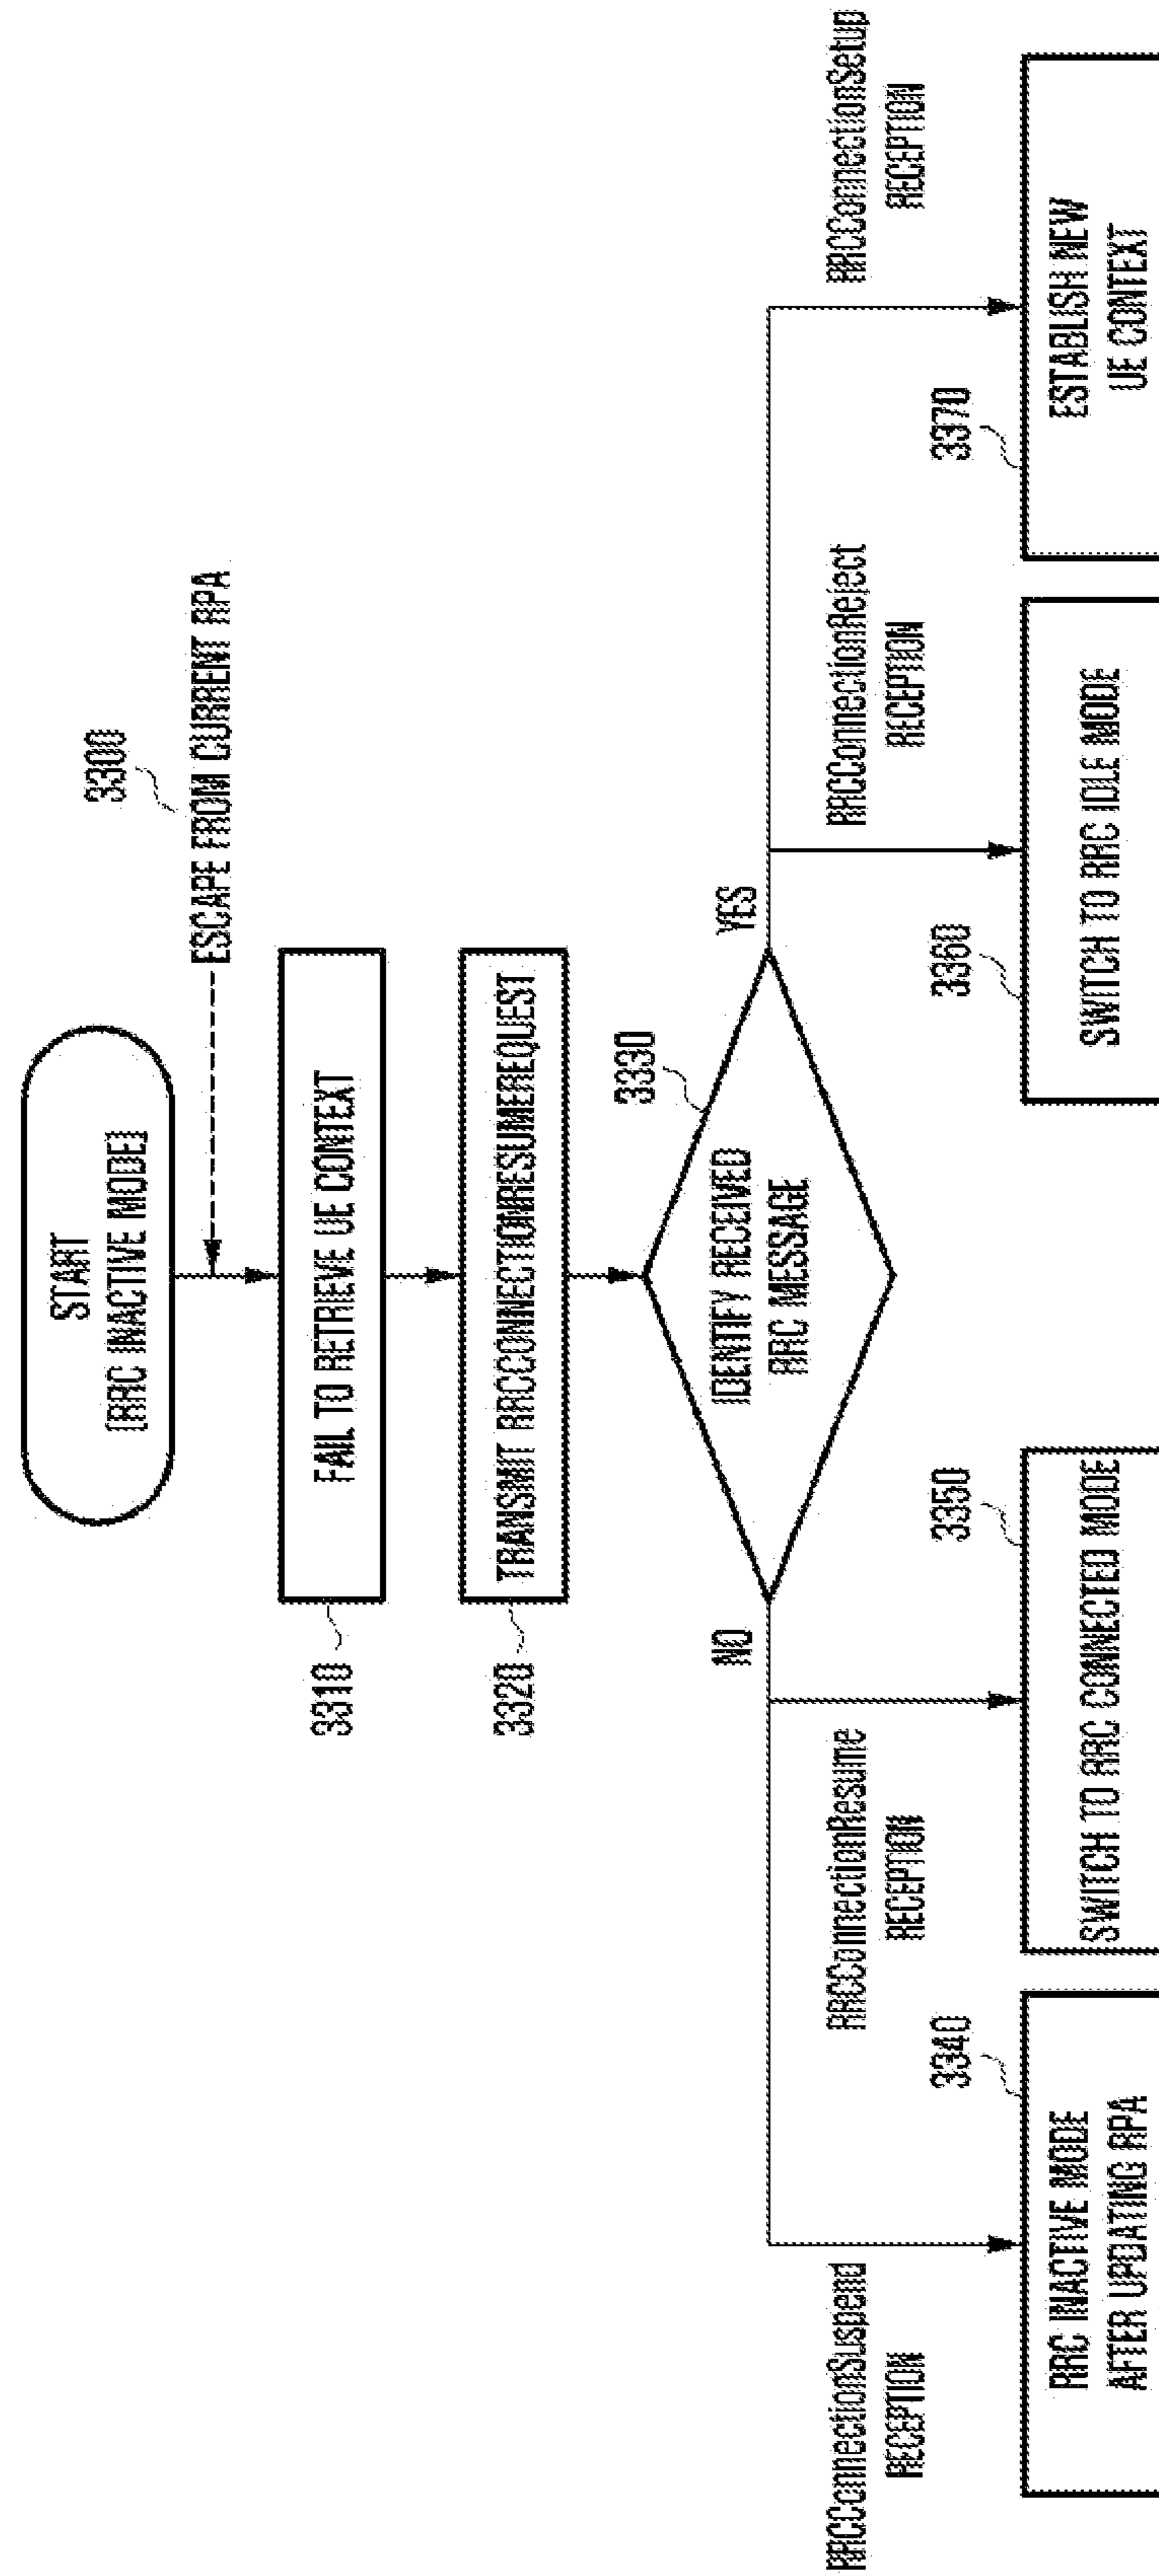 START
[RRC INACTIVE MODE]
3300
ESCAPE FROM CURRENT RPA
FAIL TO RETRIEVE UE CONTEXT
3310
TRANSMIT RRCCONNECTIONRESUMEREQUEST
3320
IDENTIFY RECEIVED
RRC MESSAGE
3330
NO
YES
RRCConnectionSuspend
RECEPTION
RRCConnectionResume
RECEPTION
RRCConnectionReject
RECEPTION
RRCConnectionSetup
RECEPTION
3340
RRC INACTIVE MODE
AFTER UPDATING RPA
3350
SWITCH TO RRC CONNECTED MODE
3360
SWITCH TO RRC IDLE MODE
3370
ESTABLISH NEW
UE CONTEXT